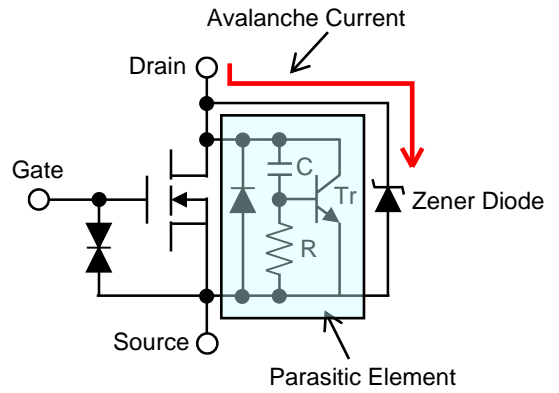 Avalanche Current
Drain
Gate
C
Tr
Zener Diode
R
Source
Parasitic Element